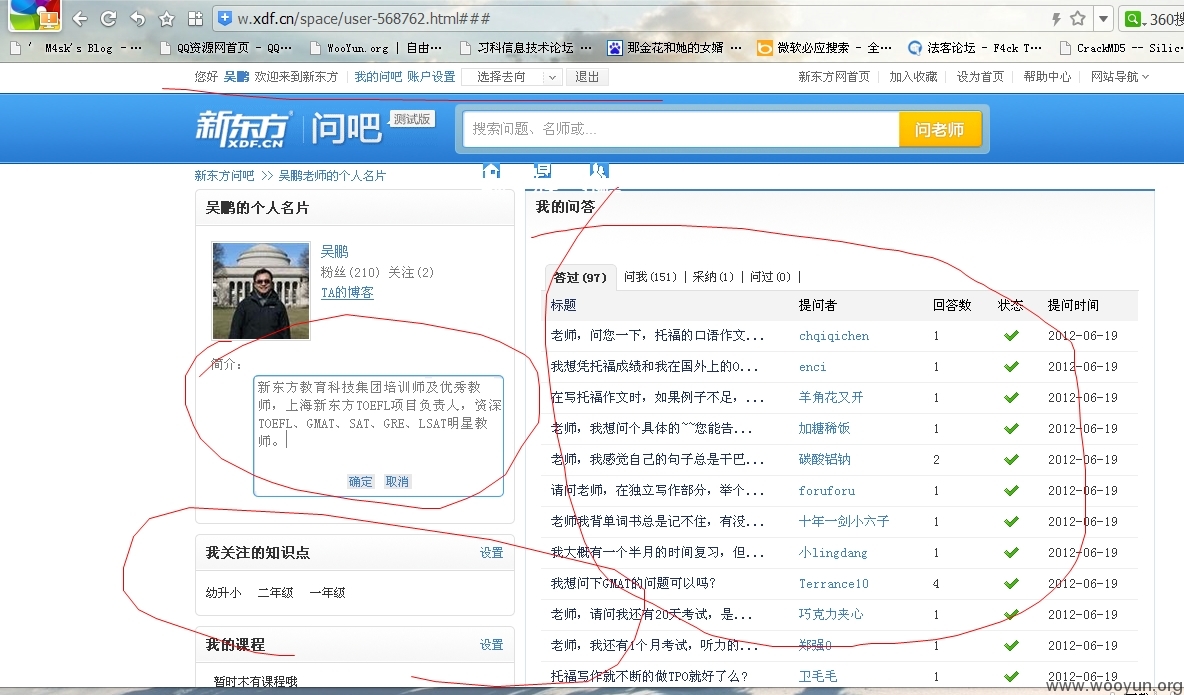 w.xdf.cn/space/user-568762.html###
360搜
' M4sk's Blog - ···
QQ资源网首页 - QQ···
WooYun.org | 自由···
习科信息技术论坛 ···
那金花和她的女婿 ···
微软必应搜索 - 全···
法客论坛 - F4ck T···
CrackMD5 -- Silic
您好 吴鹏 欢迎来到新东方 | 我的问吧 账户设置 选择去向 退出
新东方网首页 | 加入收藏 | 设为首页 | 帮助中心 | 网站导航
新东方 XDF.CN 问吧 测试版
搜索问题、名师或... 问老师
新东方问吧 >> 吴鹏老师的个人名片
吴鹏的个人名片
吴鹏
粉丝(210) 关注(2)
TA的博客
简介：
新东方教育科技集团培训师及优秀教
师，上海新东方TOEFL项目负责人，资深
TOEFL、GMAT、SAT、GRE、LSAT明星教
师。
确定 取消
我关注的知识点 设置
幼升小 二年级 一年级
我的课程 设置
暂时木有课程哦
我的问答
答过(97) 问我(151) | 采纳(1) | 问过(0) |
标题 提问者 回答数 状态 提问时间
老师，问您一下，托福的口语作文... chqiqichen 1 2012-06-19
我想凭托福成绩和我在国外上的O... enci 1 2012-06-19
在写托福作文时，如果例子不足，... 羊角花又开 1 2012-06-19
老师，我想问个具体的~~您能告... 加糖稀饭 1 2012-06-19
老师，我感觉自己的句子总是干巴... 碳酸铝钠 2 2012-06-19
请问老师，在独立写作部分，举个... foruforu 1 2012-06-19
老师我背单词书总是记不住，有没... 十年一剑小六子 1 2012-06-19
我大概有一个半月的时间复习，但... 小lingdang 1 2012-06-19
我想问下GMAT的问题可以吗? Terrance10 4 2012-06-19
老师，请问我还有20天考试，是... 巧克力夹心 1 2012-06-19
老师，我还有1个月考试，听力的... 郑强0 1 2012-06-19
托福写作就不断的做TPO就好了么? 卫毛毛 1 2012-06-19
www.wooyun.org